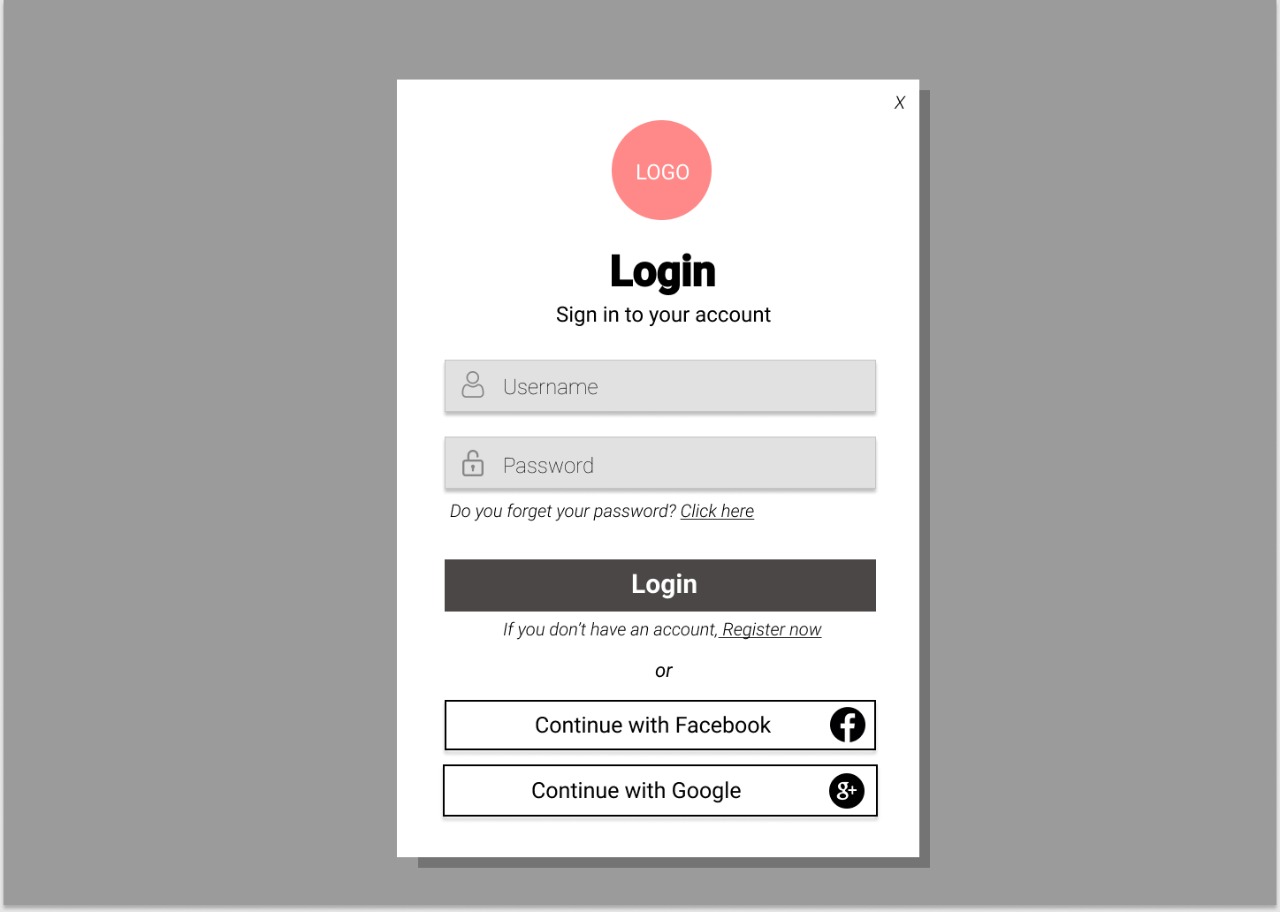 X
LOGO
Login
Sign in to your account
Username
Password
Do you forget your password? Click here
Login
If you don’t have an account, Register now
or
Continue with Facebook
Continue with Google
g+